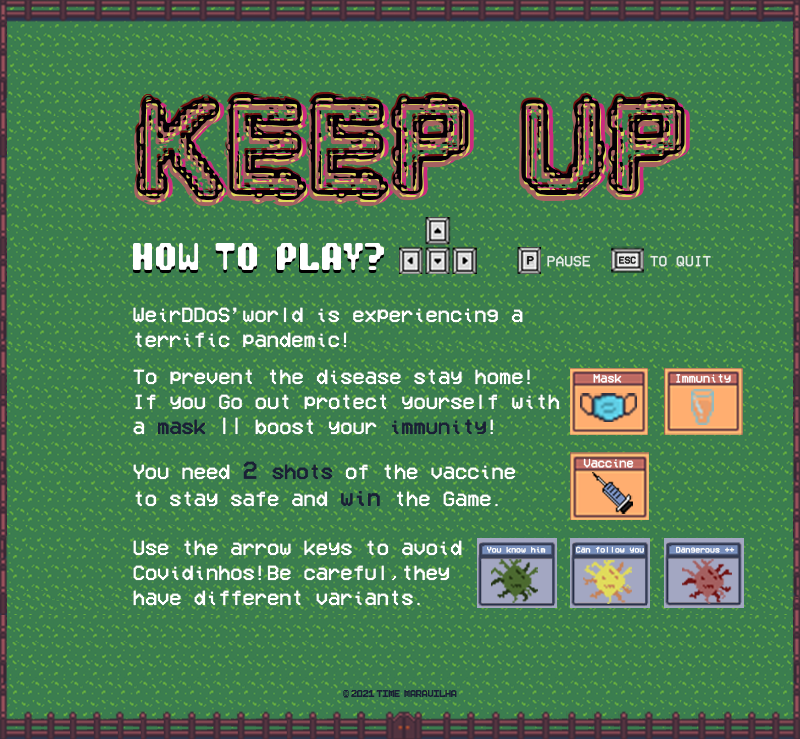 KEEP UP
HOW TO PLAY?
P PAUSE
ESC TO QUIT
WeirDDoS'world is experiencing a
terrific pandemic!
To prevent the disease stay home!
If you Go out protect yourself with
a mask || boost your immunity!
Mask
Immunity
You need 2 shots of the vaccine
to stay safe and win the Game.
Vaccine
Use the arrow keys to avoid
Covidinhos!Be careful,they
have different variants.
You know him
Can follow you
Dangerous ++
©2021 TIME MARAVILHA